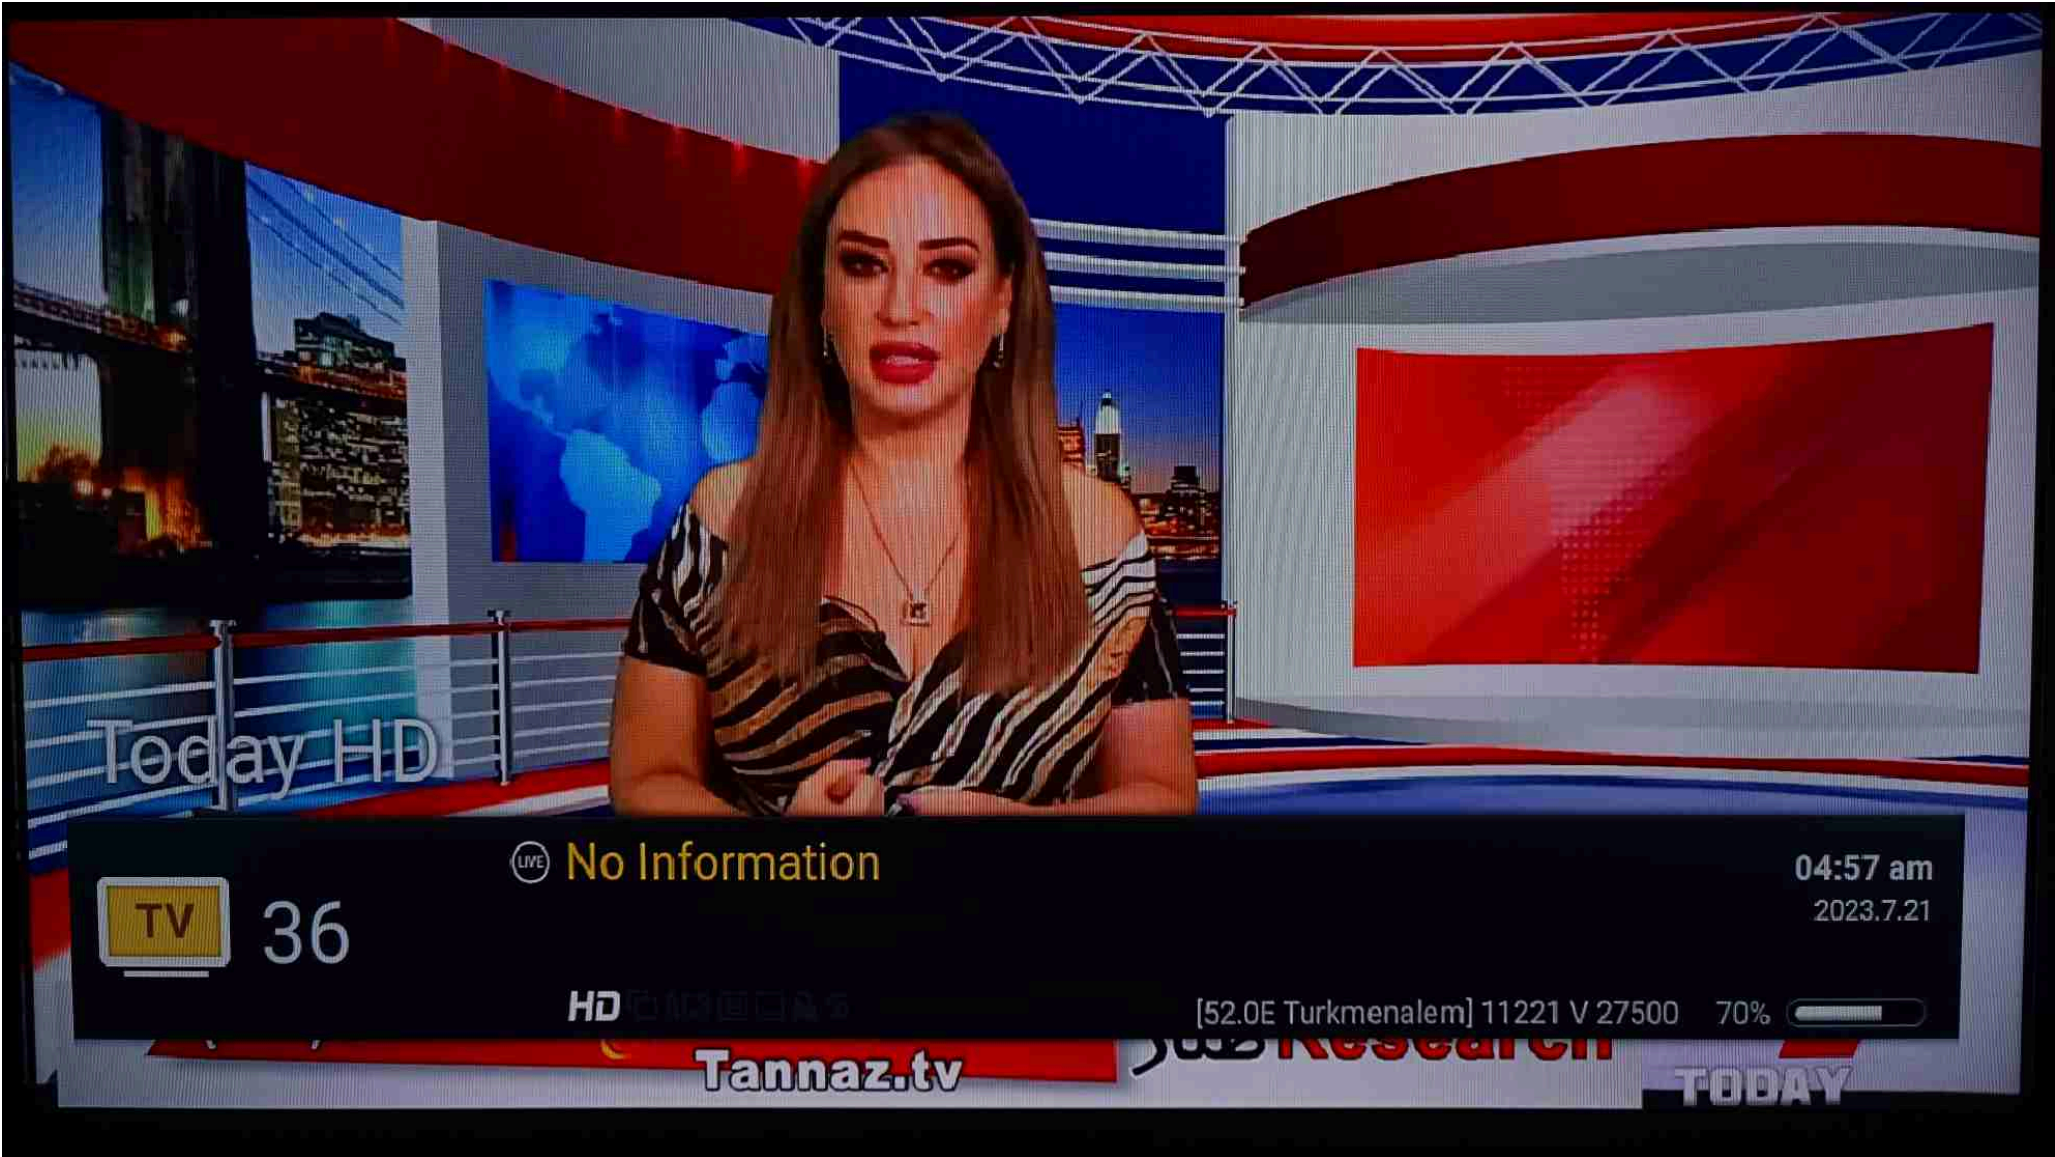 Today HD
LIVE No Information
04:57 am
2023.7.21
TV 36
HD
[52.0E Turkmenalem] 11221 V 27500 70%
Research
Tannaz.tv
TODAY